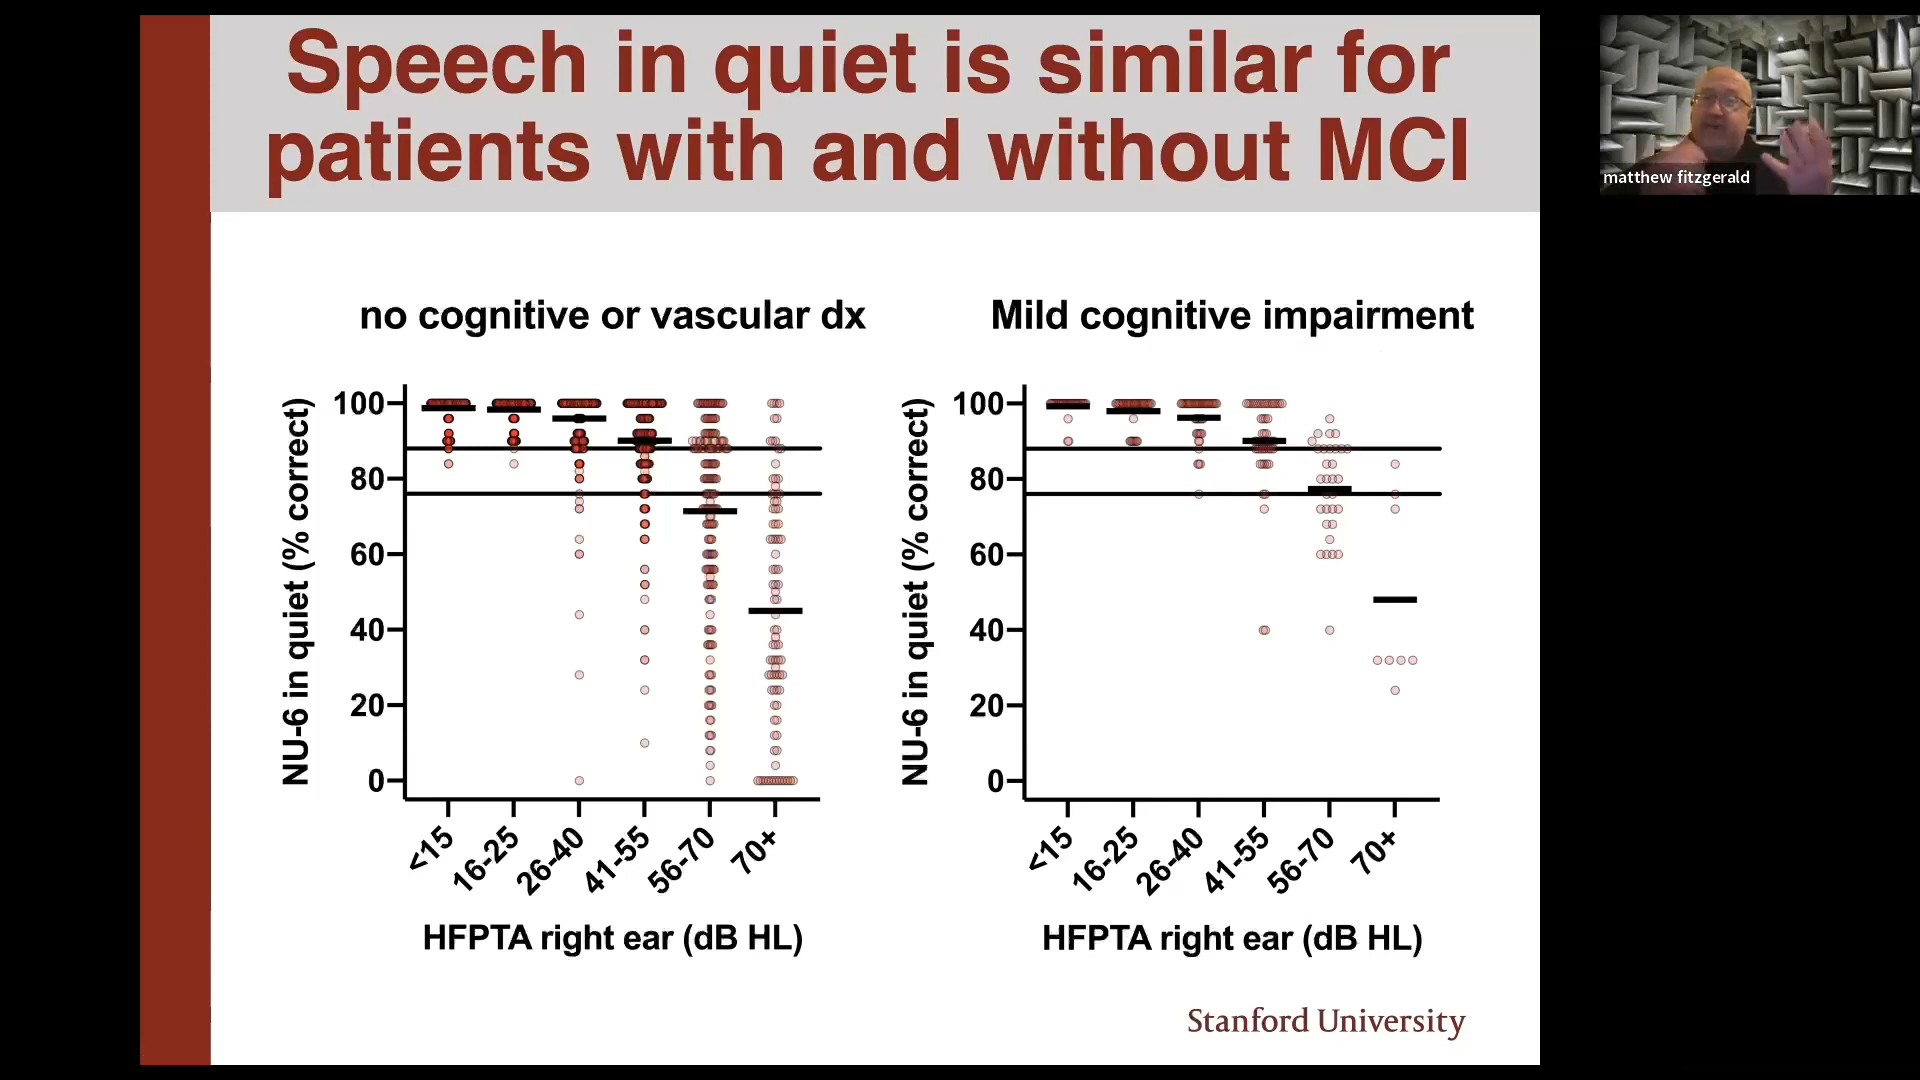 Speech in quiet is similar for
patients with and without MCI
matthew fitzgerald
no cognitive or vascular dx
NU-6 in quiet (% correct)
100
80
60
40
20
0
<15
16-25
26-40
41-55
56-70
70+
HFPTA right ear (dB HL)
Mild cognitive impairment
NU-6 in quiet (% correct)
100
80
60
40
20
0
<15
16-25
26-40
41-55
56-70
70+
HFPTA right ear (dB HL)
Stanford University